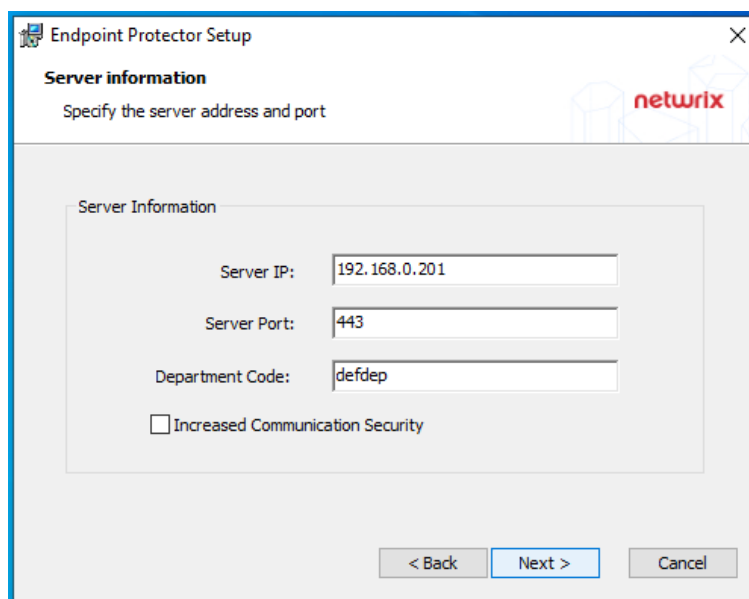 Endpoint Protector Setup
Server information
Specify the server address and port
netwrix
Server Information
Server IP: 192.168.0.201
Server Port: 443
Department Code: defdep
Increased Communication Security
< Back Next > Cancel